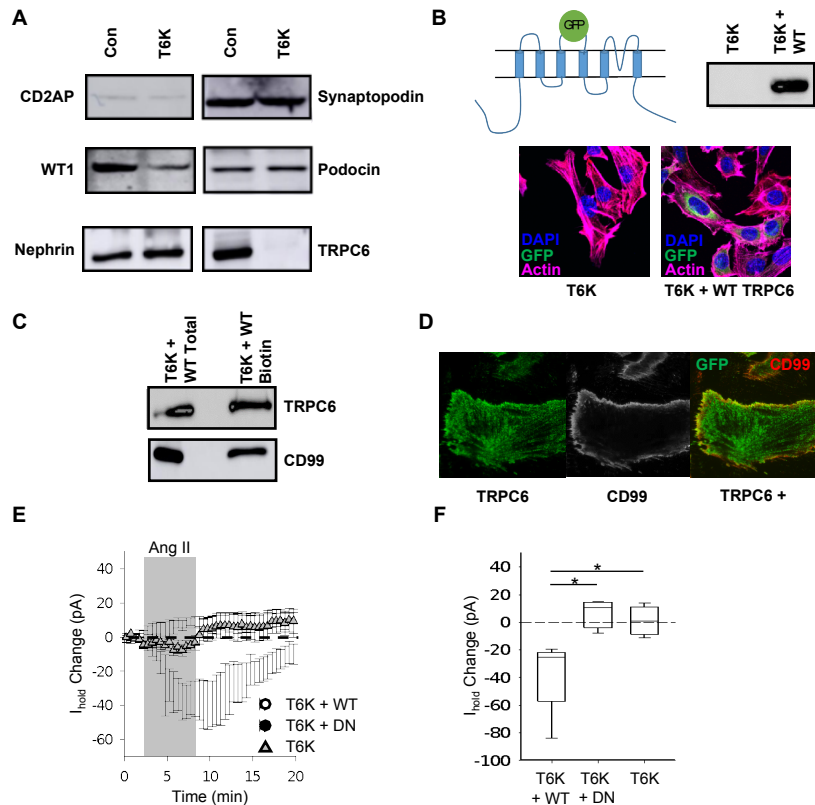 A
Con
T6K
Con
T6K
CD2AP
Synaptopodin
WT1
Podocin
Nephrin
TRPC6
B
GFP
T6K
T6K +
WT
DAPI
GFP
Actin
DAPI
GFP
Actin
T6K
T6K + WT TRPC6
C
T6K +
WT Total
T6K + WT
Biotin
TRPC6
CD99
D
GFP
CD99
TRPC6
CD99
TRPC6 +
E
Ang II
40
20
0
-20
-40
-60
Ihold Change (pA)
0
5
10
15
20
Time (min)
T6K + WT
T6K + DN
T6K
F
*
*
40
20
0
-20
-40
-60
-80
-100
Ihold Change (pA)
T6K
+ WT
T6K
+ DN
T6K